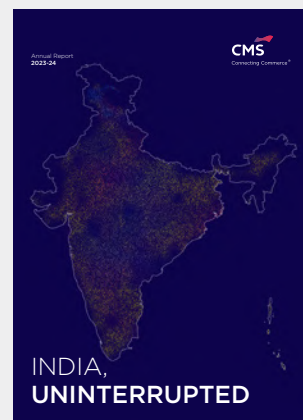 Annual Report
2023-24
CMS
Connecting Commerce®
INDIA,
UNINTERRUPTED